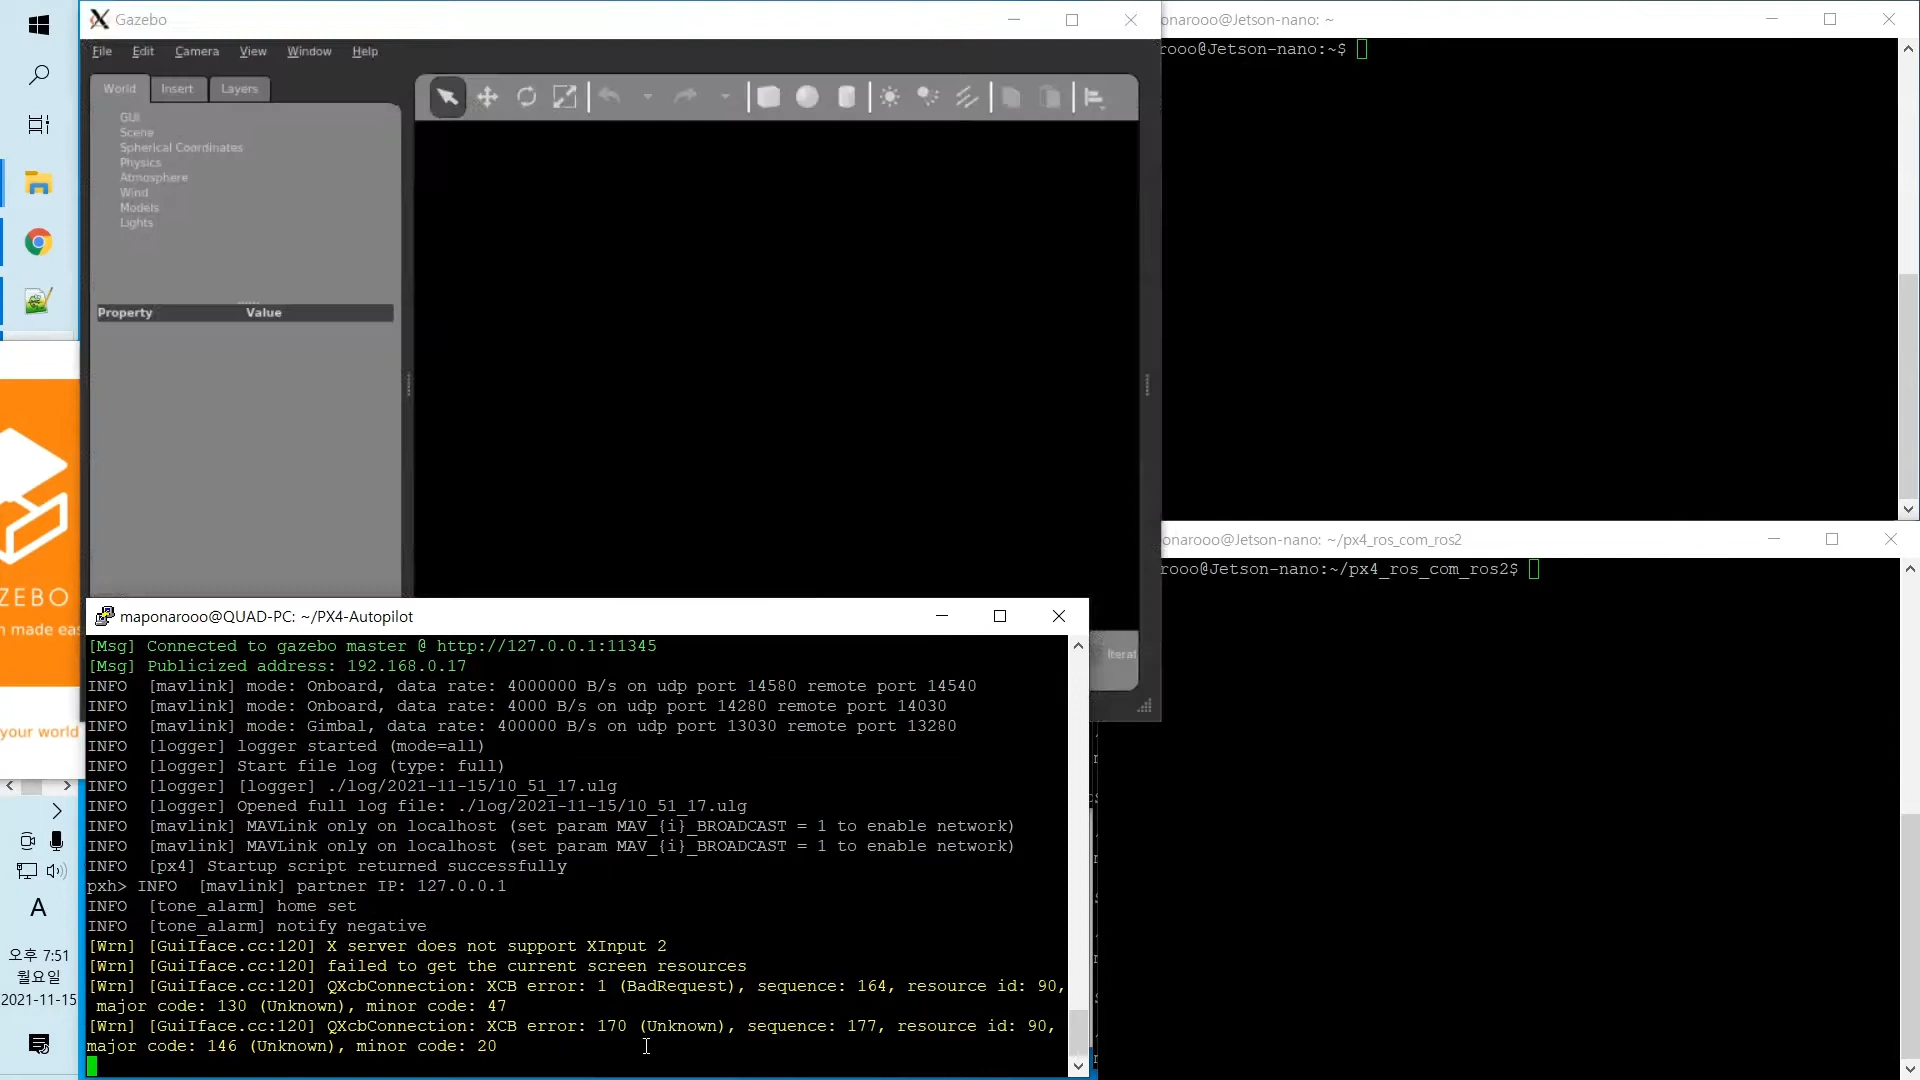 Gazebo
File Edit Camera View Window Help
World Insert Layers
GUI
Scene
Spherical Coordinates
Physics
Atmosphere
Wind
Models
Lights
Property Value
onarooo@Jetson-nano: ~
rooo@Jetson-nano:~$
onarooo@Jetson-nano: ~/px4_ros_com_ros2
rooo@Jetson-nano:~/px4_ros_com_ros2$
ZEBO
n made eas
your world
A
오후 7:51
월요일
2021-11-15
maponarooo@QUAD-PC: ~/PX4-Autopilot
[Msg] Connected to gazebo master @ http://127.0.0.1:11345
[Msg] Publicized address: 192.168.0.17
INFO [mavlink] mode: Onboard, data rate: 4000000 B/s on udp port 14580 remote port 14540
INFO [mavlink] mode: Onboard, data rate: 4000 B/s on udp port 14280 remote port 14030
INFO [mavlink] mode: Gimbal, data rate: 400000 B/s on udp port 13030 remote port 13280
INFO [logger] logger started (mode=all)
INFO [logger] Start file log (type: full)
INFO [logger] [logger] ./log/2021-11-15/10_51_17.ulg
INFO [logger] Opened full log file: ./log/2021-11-15/10_51_17.ulg
INFO [mavlink] MAVLink only on localhost (set param MAV_{i}_BROADCAST = 1 to enable network)
INFO [mavlink] MAVLink only on localhost (set param MAV_{i}_BROADCAST = 1 to enable network)
INFO [px4] Startup script returned successfully
pxh> INFO [mavlink] partner IP: 127.0.0.1
INFO [tone_alarm] home set
INFO [tone_alarm] notify negative
[Wrn] [GuiIface.cc:120] X server does not support XInput 2
[Wrn] [GuiIface.cc:120] failed to get the current screen resources
[Wrn] [GuiIface.cc:120] QXcbConnection: XCB error: 1 (BadRequest), sequence: 164, resource id: 90,
major code: 130 (Unknown), minor code: 47
[Wrn] [GuiIface.cc:120] QXcbConnection: XCB error: 170 (Unknown), sequence: 177, resource id: 90,
major code: 146 (Unknown), minor code: 20
Iterat